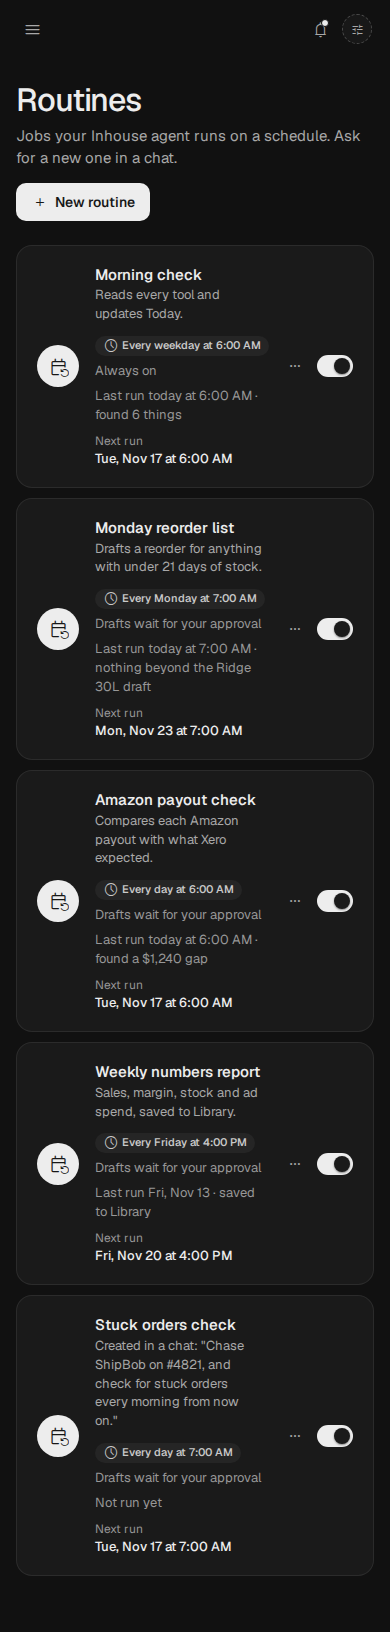 Routines
Jobs your Inhouse agent runs on a schedule. Ask
for a new one in a chat.
+ New routine
Morning check
Reads every tool and
updates Today.
Every weekday at 6:00 AM
Always on
Last run today at 6:00 AM ·
found 6 things
Next run
Tue, Nov 17 at 6:00 AM
Monday reorder list
Drafts a reorder for anything
with under 21 days of stock.
Every Monday at 7:00 AM
Drafts wait for your approval
Last run today at 7:00 AM ·
nothing beyond the Ridge
30L draft
Next run
Mon, Nov 23 at 7:00 AM
Amazon payout check
Compares each Amazon
payout with what Xero
expected.
Every day at 6:00 AM
Drafts wait for your approval
Last run today at 6:00 AM ·
found a $1,240 gap
Next run
Tue, Nov 17 at 6:00 AM
Weekly numbers report
Sales, margin, stock and ad
spend, saved to Library.
Every Friday at 4:00 PM
Drafts wait for your approval
Last run Fri, Nov 13 · saved
to Library
Next run
Fri, Nov 20 at 4:00 PM
Stuck orders check
Created in a chat: "Chase
ShipBob on #4821, and
check for stuck orders
every morning from now
on."
Every day at 7:00 AM
Drafts wait for your approval
Not run yet
Next run
Tue, Nov 17 at 7:00 AM